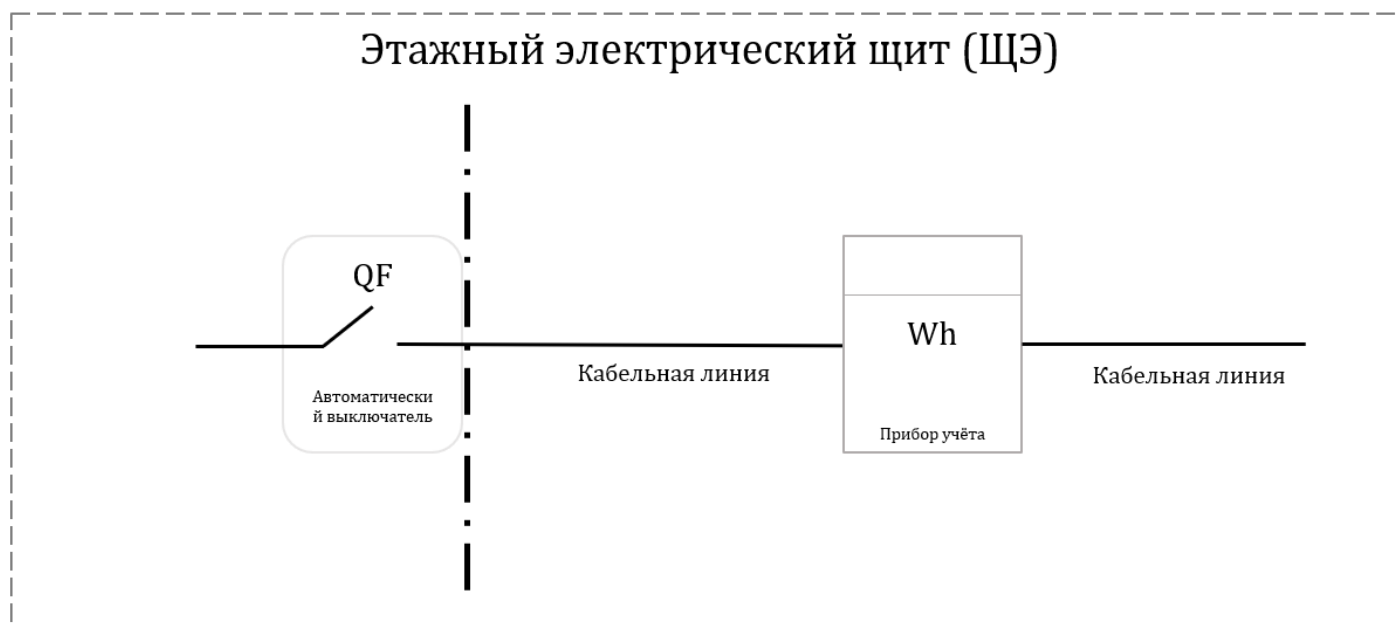 Этажный электрический щит (ЩЭ)
QF
Автоматически
й выключатель
Кабельная линия
Wh
Прибор учёта
Кабельная линия